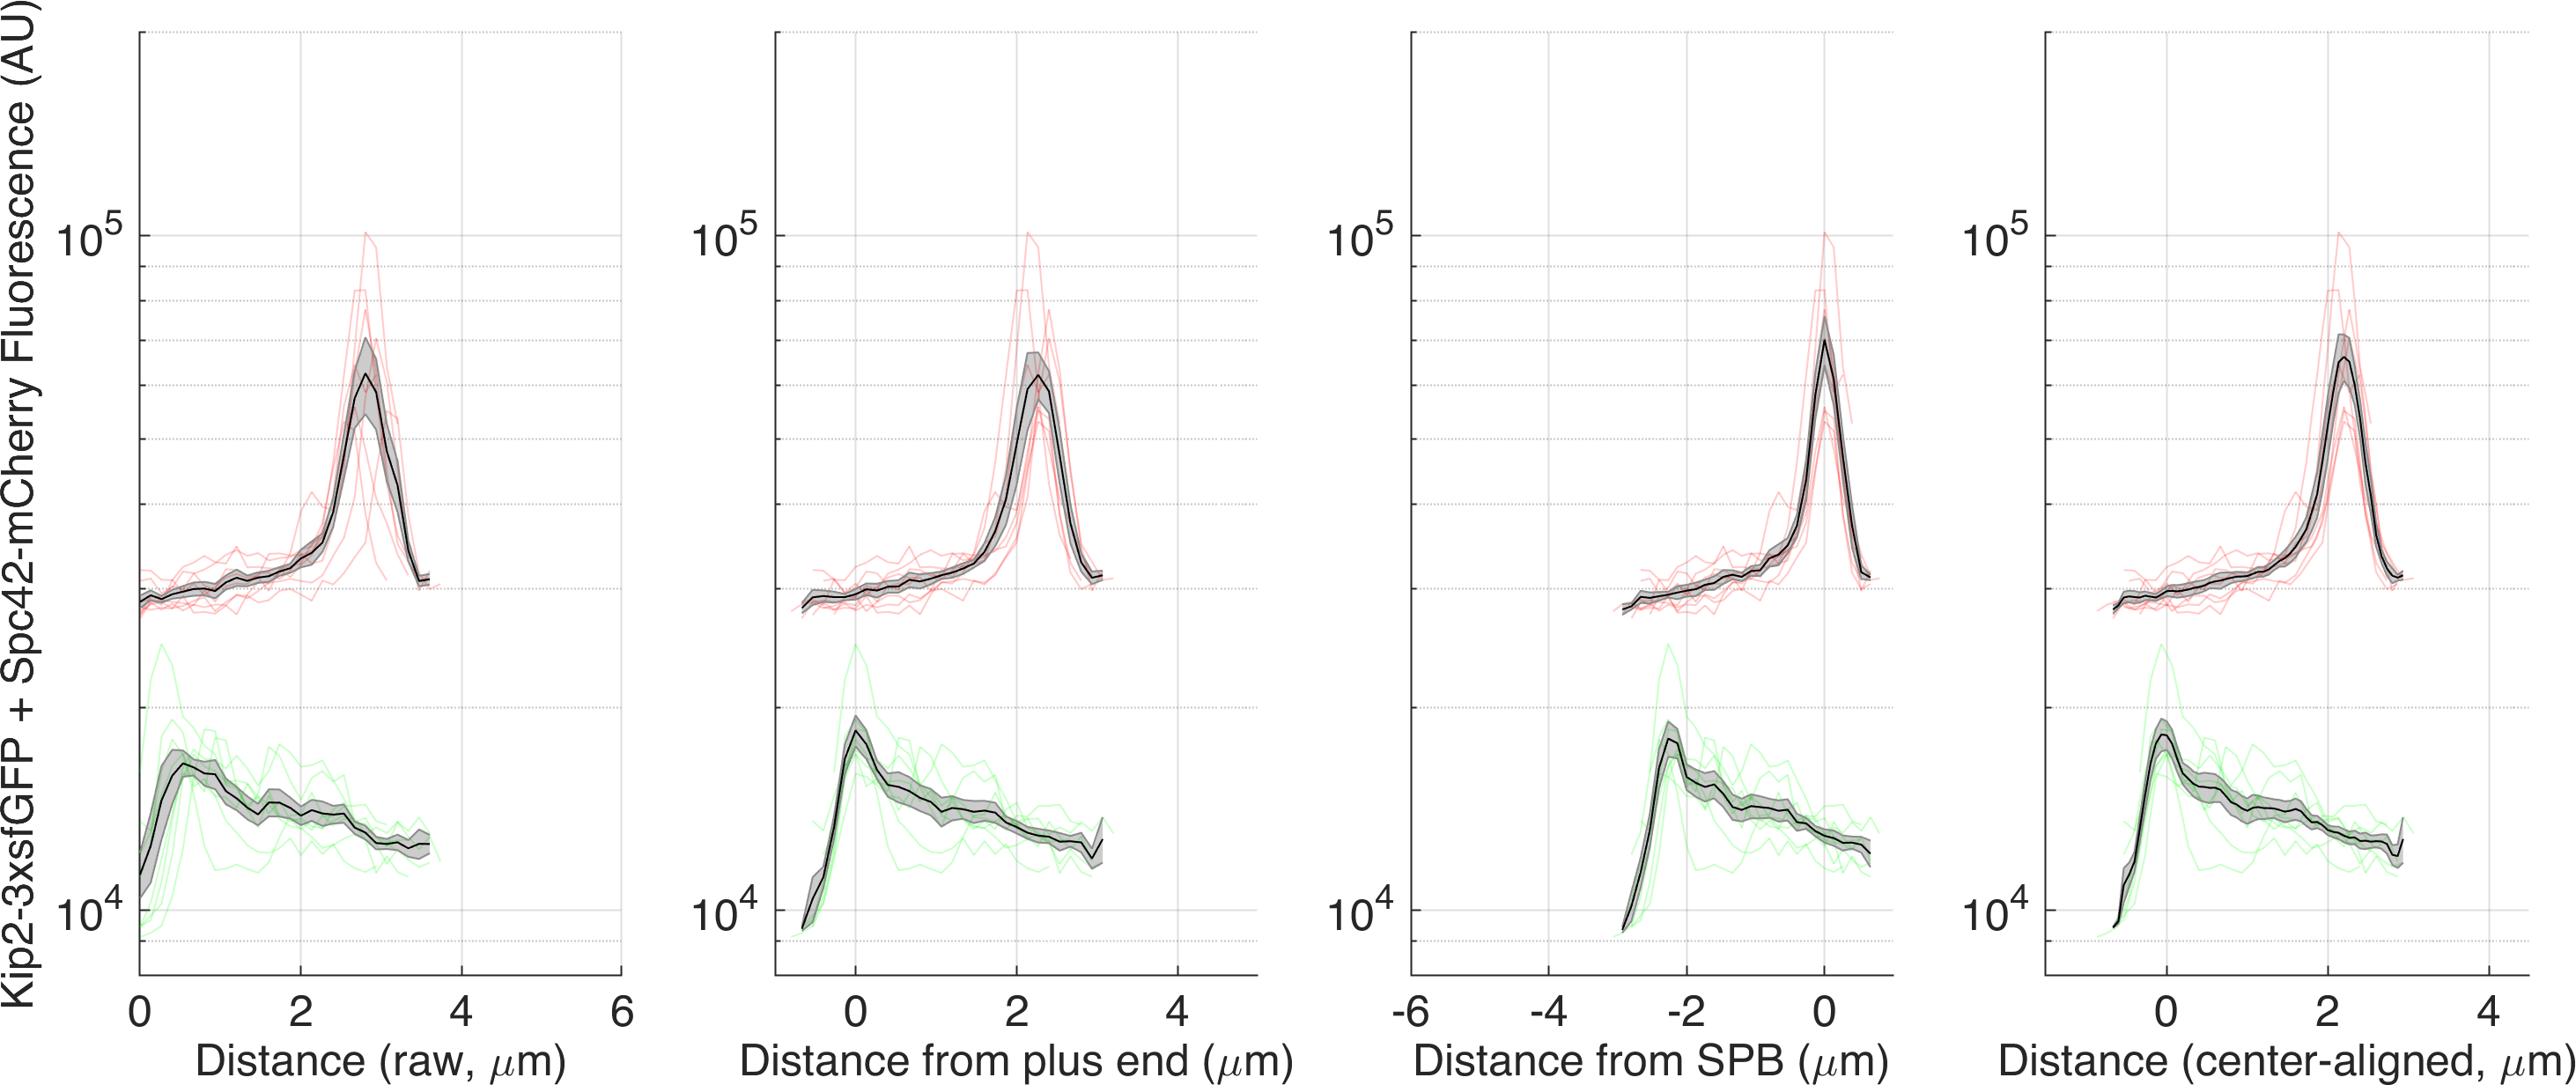 Kip2-3xsfGFP + Spc42-mCherry Fluorescence (AU)
10^5
10^4
0 2 4 6
Distance (raw, μm)
10^5
10^4
0 2 4
Distance from plus end (μm)
10^5
10^4
-6 -4 -2 0
Distance from SPB (μm)
10^5
10^4
0 2 4
Distance (center-aligned, μm)